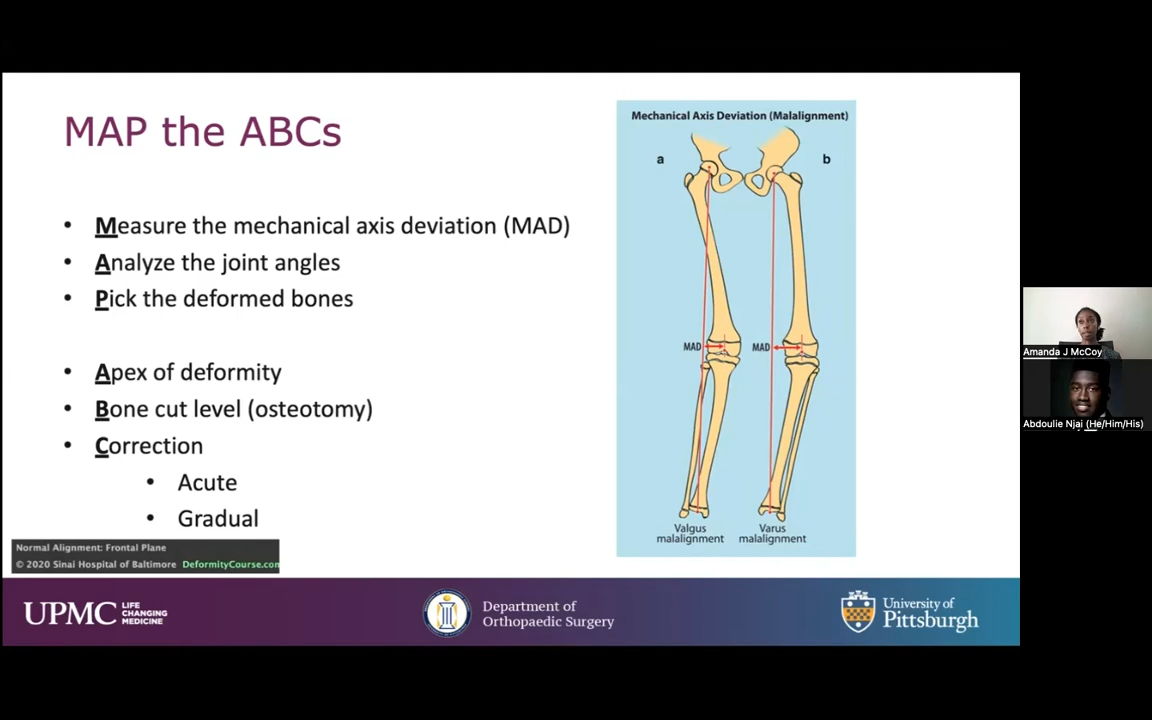 MAP the ABCs
• Measure the mechanical axis deviation (MAD)
• Analyze the joint angles
• Pick the deformed bones
• Apex of deformity
• Bone cut level (osteotomy)
• Correction
• Acute
• Gradual
Normal Alignment: Frontal Plane
© 2020 Sinai Hospital of Baltimore DeformityCourse.com
Mechanical Axis Deviation (Malalignment)
a
b
MAD
MAD
Valgus
malalignment
Varus
malalignment
UPMC
LIFE
CHANGING
MEDICINE
Department of
Orthopaedic Surgery
University of
Pittsburgh
Amanda J McCoy
Abdoulie Njai (He/Him/His)